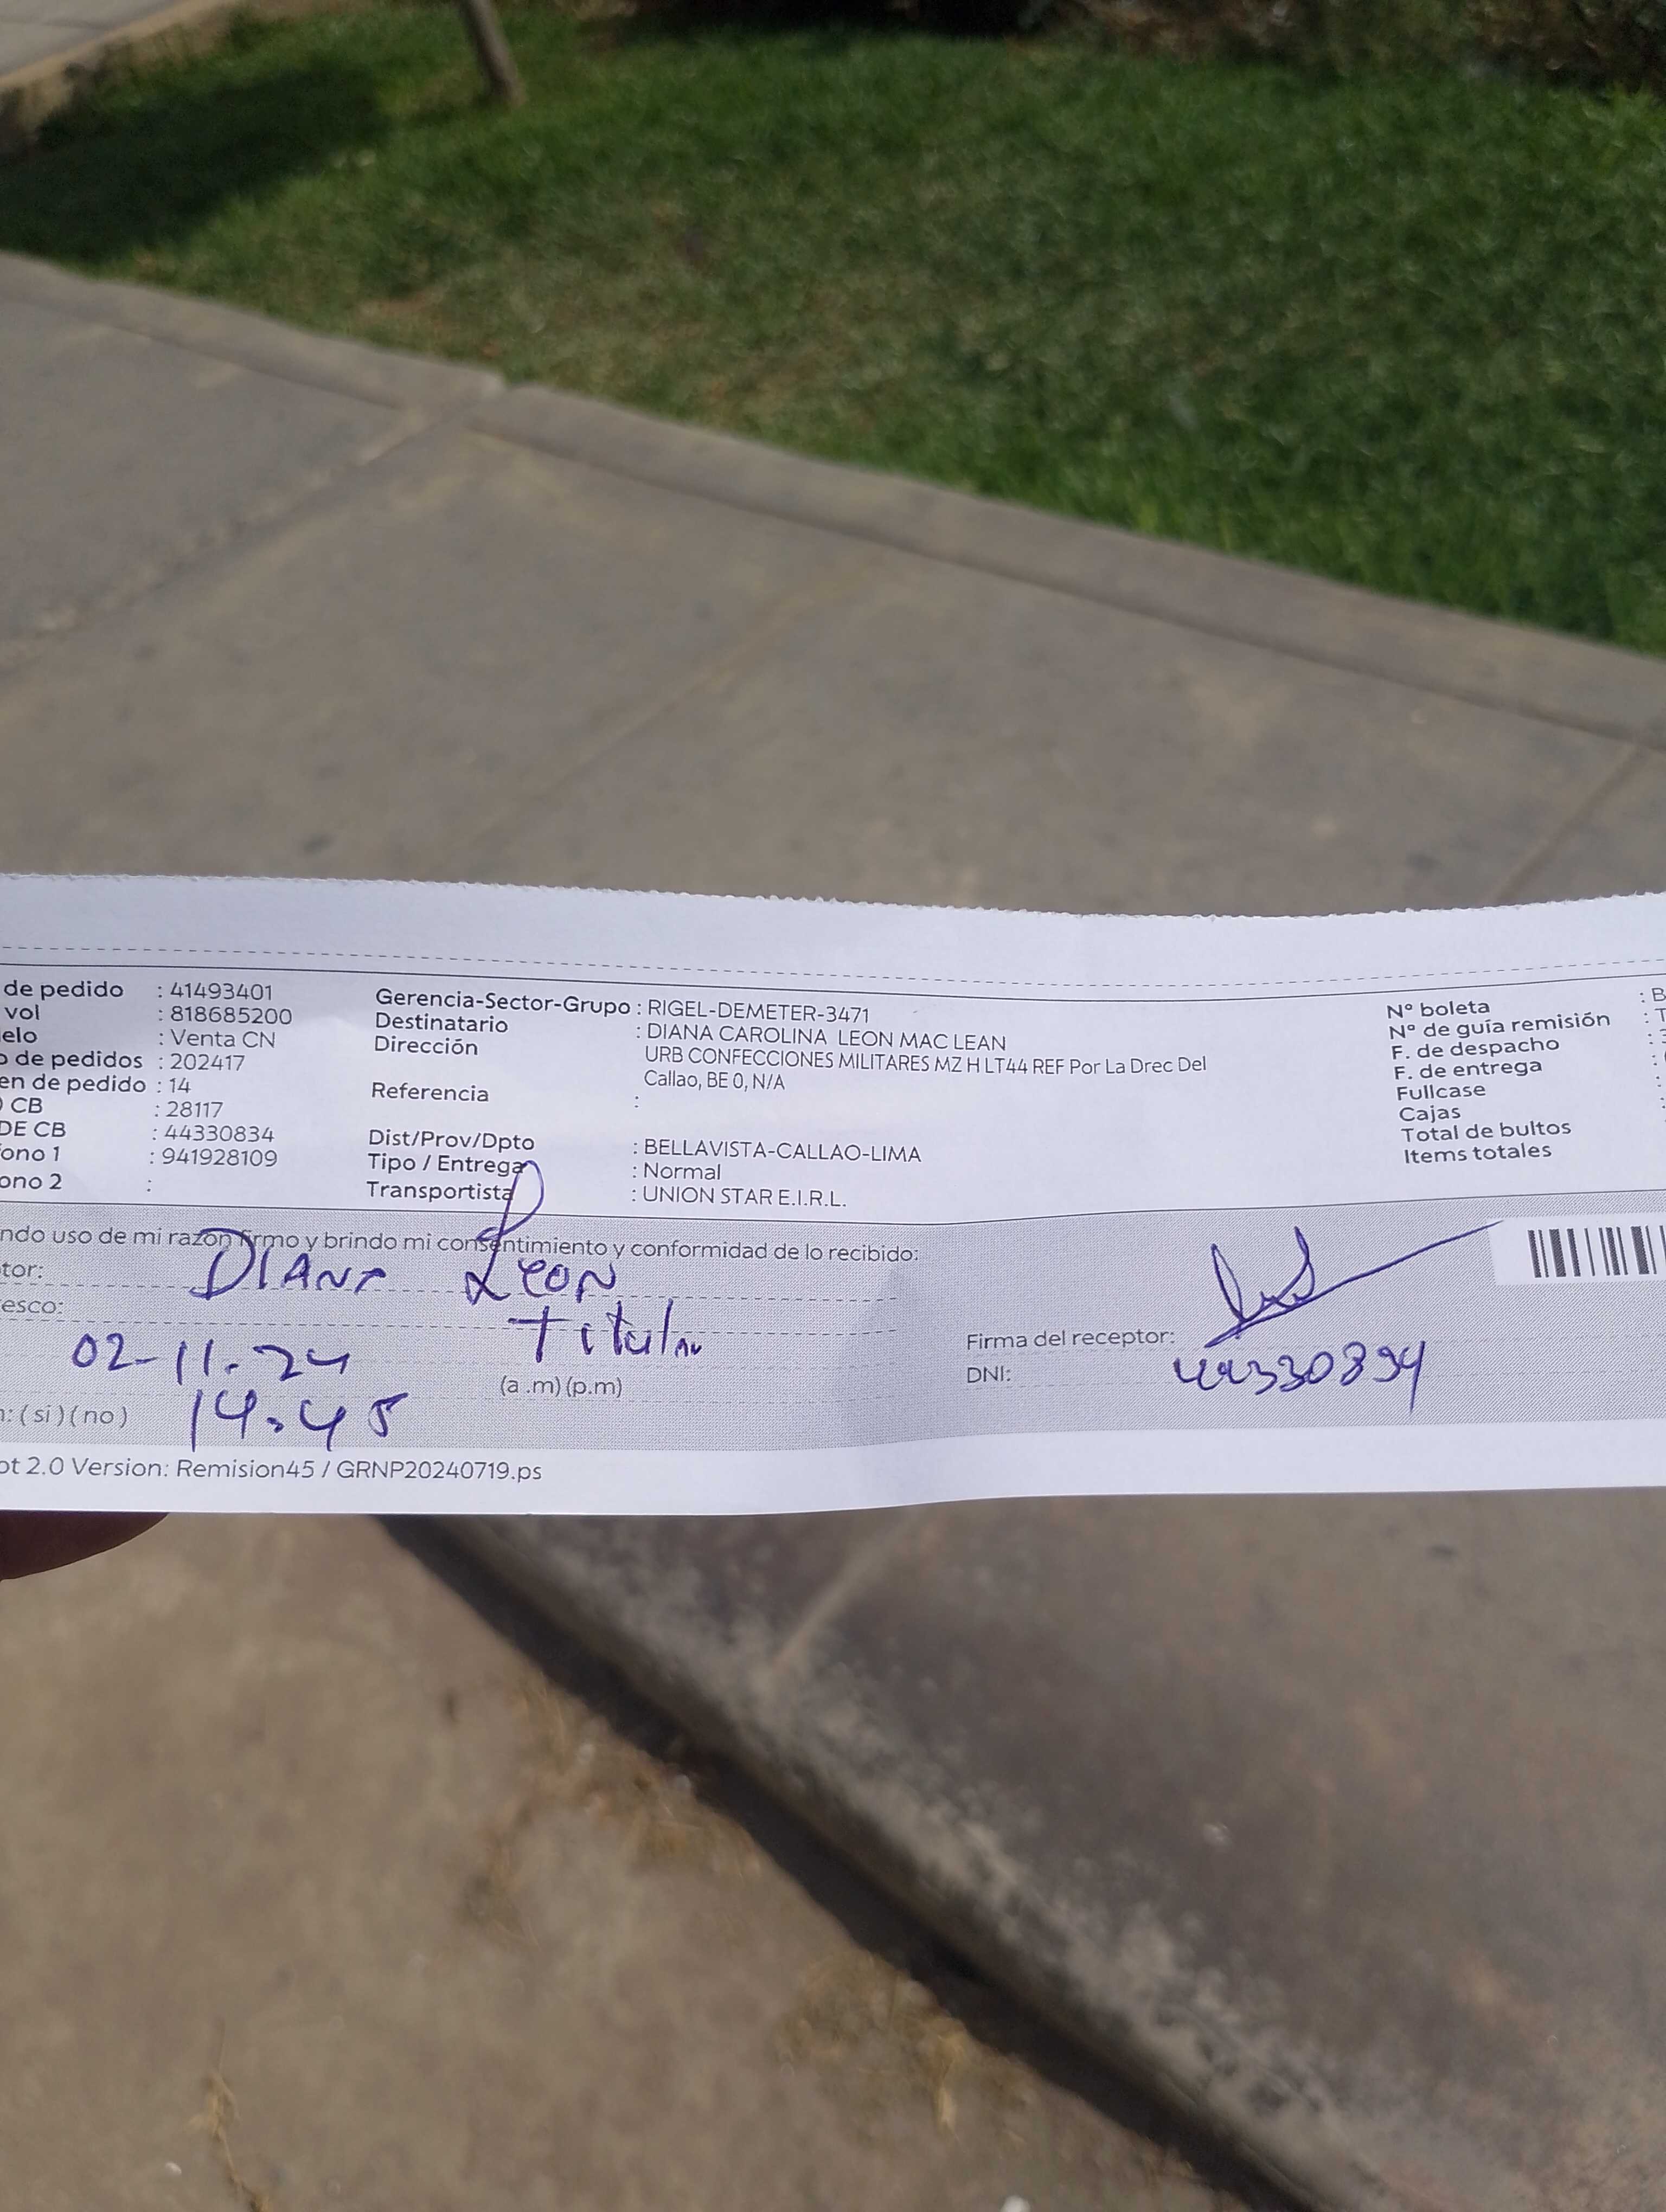 de pedido : 41493401
vol : 818685200
elo : Venta CN
o de pedidos : 202417
en de pedido : 14
CB : 28117
DE CB : 44330834
ono 1 : 941928109
ono 2 :
Gerencia-Sector-Grupo : RIGEL-DEMETER-3471
Destinatario : DIANA CAROLINA LEON MAC LEAN
Dirección URB CONFECCIONES MILITARES MZ H LT44 REF Por La Drec Del
Callao, BE 0, N/A
Referencia :
Dist/Prov/Dpto : BELLAVISTA-CALLAO-LIMA
Tipo / Entrega : Normal
Transportista : UNION STAR E.I.R.L.
Nº boleta : B
Nº de guía remisión : T
F. de despacho :
F. de entrega :
Fullcase :
Cajas :
Total de bultos
Items totales
ndo uso de mi razón firmo y brindo mi consentimiento y conformidad de lo recibido:
tor: DIANA LEON
esco: Titular
02-11-24
(a .m) (p.m)
n: ( si ) ( no ) 14:45
Firma del receptor:
DNI: 44330834
ot 2.0 Version: Remision45 / GRNP20240719.ps